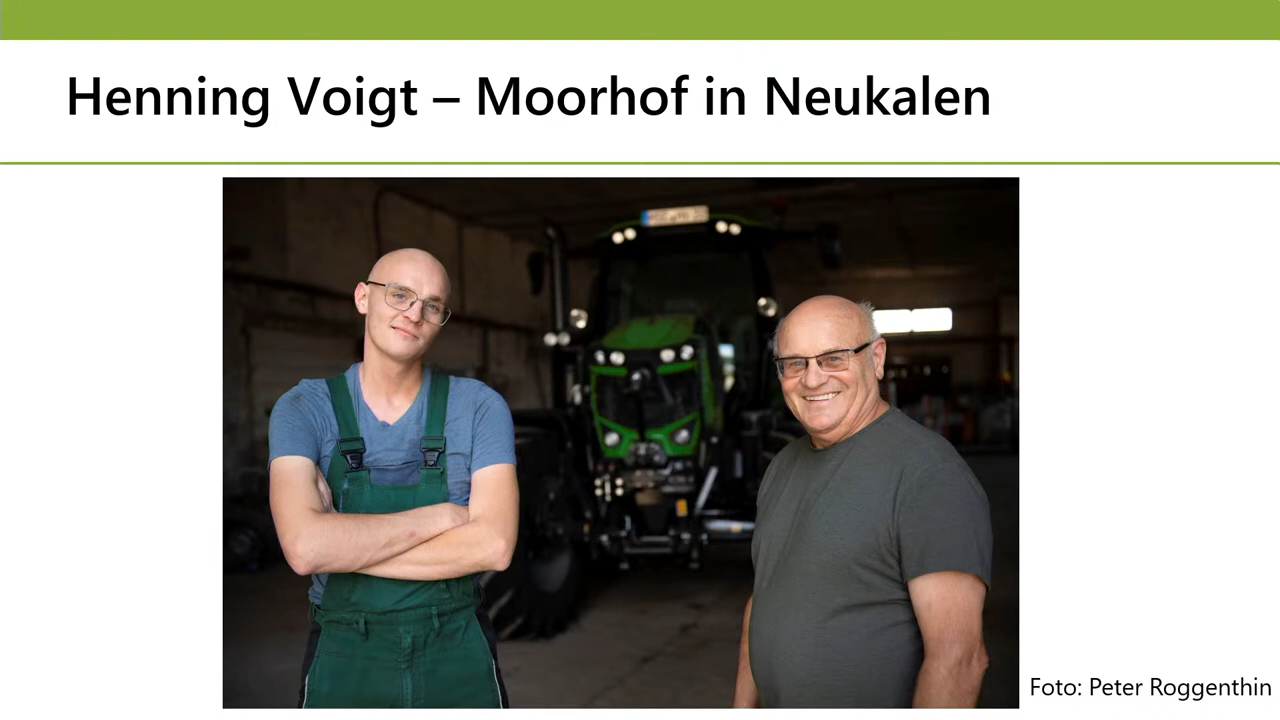 Henning Voigt – Moorhof in Neukalen
Foto: Peter Roggenthin